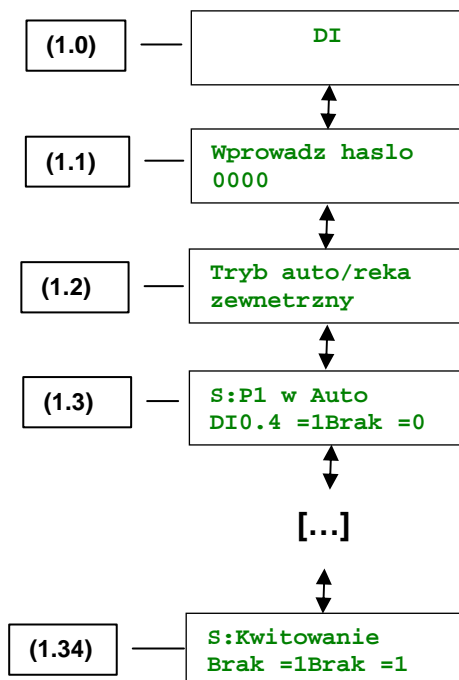 (1.0)
DI
(1.1)
Wprowadz haslo
0000
(1.2)
Tryb auto/reka
zewnetrzny
(1.3)
S:P1 w Auto
DI0.4 =1Brak =0
[...]
(1.34)
S:Kwitowanie
Brak =1Brak =1